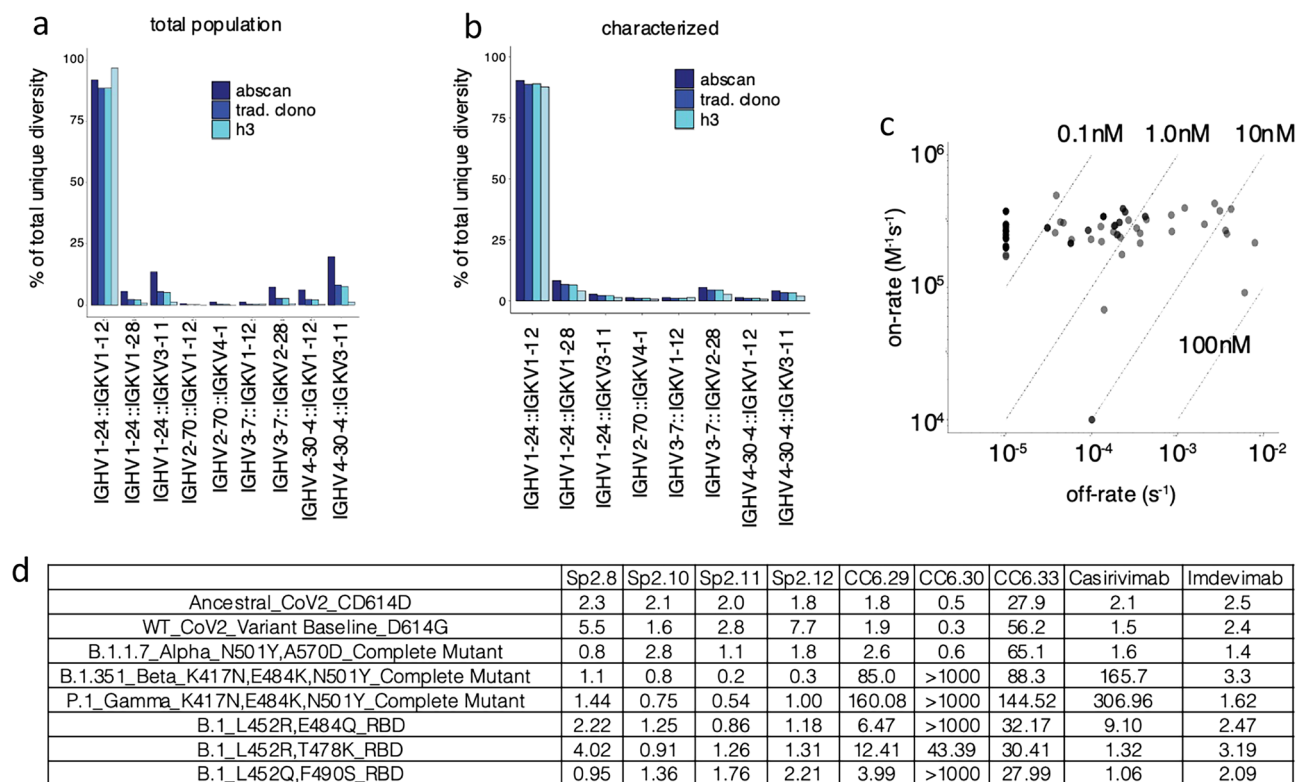 a
total population
% of total unique diversity
100
75
50
25
0
abscan
trad. clono
h3
IGHV1-24::IGKV1-12
IGHV1-24::IGKV1-28
IGHV1-24::IGKV3-11
IGHV2-70::IGKV1-12
IGHV2-70::IGKV4-1
IGHV3-7::IGKV1-12
IGHV3-7::IGKV2-28
IGHV4-30-4::IGKV1-12
IGHV4-30-4::IGKV3-11
b
characterized
% of total unique diversity
100
75
50
25
0
abscan
trad. clono
h3
IGHV1-24::IGKV1-12
IGHV1-24::IGKV1-28
IGHV1-24::IGKV3-11
IGHV2-70::IGKV4-1
IGHV3-7::IGKV1-12
IGHV3-7::IGKV2-28
IGHV4-30-4::IGKV1-12
IGHV4-30-4::IGKV3-11
c
0.1nM 1.0nM 10nM
100nM
on-rate (M⁻¹s⁻¹)
10⁶
10⁵
10⁴
10⁻⁵ 10⁻⁴ 10⁻³ 10⁻²
off-rate (s⁻¹)
d
Sp2.8 Sp2.10 Sp2.11 Sp2.12 CC6.29 CC6.30 CC6.33 Casirivimab Imdevimab
Ancestral_CoV2_CD614D 2.3 2.1 2.0 1.8 1.8 0.5 27.9 2.1 2.5
WT_CoV2_Variant Baseline_D614G 5.5 1.6 2.8 7.7 1.9 0.3 56.2 1.5 2.4
B.1.1.7_Alpha_N501Y,A570D_Complete Mutant 0.8 2.8 1.1 1.8 2.6 0.6 65.1 1.6 1.4
B.1.351_Beta_K417N,E484K,N501Y_Complete Mutant 1.1 0.8 0.2 0.3 85.0 >1000 88.3 165.7 3.3
P.1_Gamma_K417N,E484K,N501Y_Complete Mutant 1.44 0.75 0.54 1.00 160.08 >1000 144.52 306.96 1.62
B.1_L452R,E484Q_RBD 2.22 1.25 0.86 1.18 6.47 >1000 32.17 9.10 2.47
B.1_L452R,T478K_RBD 4.02 0.91 1.26 1.31 12.41 43.39 30.41 1.32 3.19
B.1_L452Q,F490S_RBD 0.95 1.36 1.76 2.21 3.99 >1000 27.99 1.06 2.09